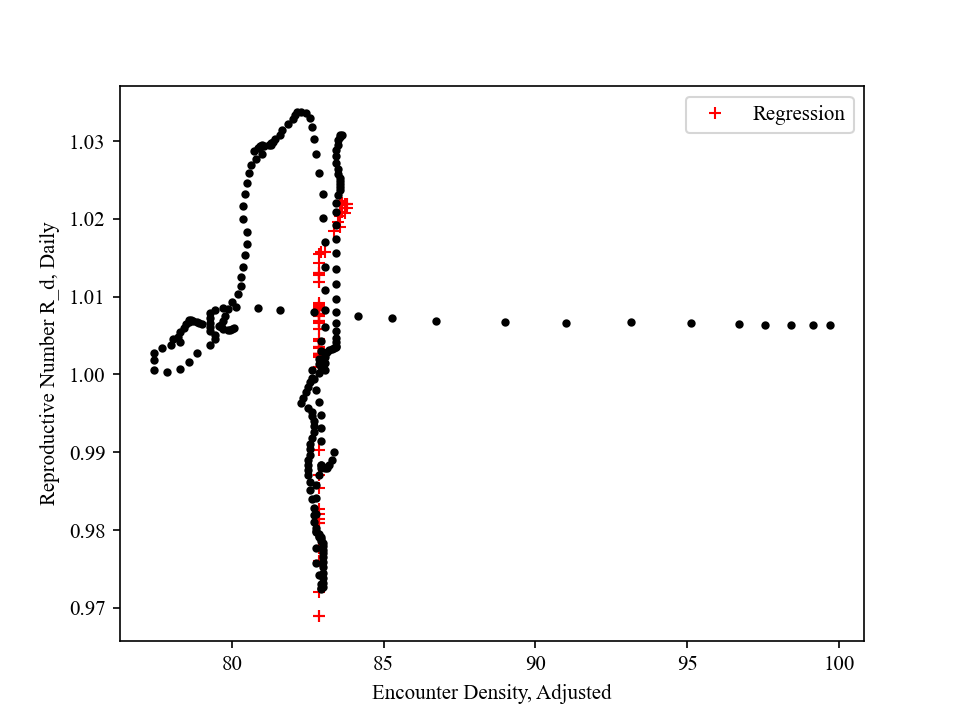 Regression
1.03
1.02
1.01
1.00
0.99
0.98
0.97
Reproductive Number R_d, Daily
80 85 90 95 100
Encounter Density, Adjusted